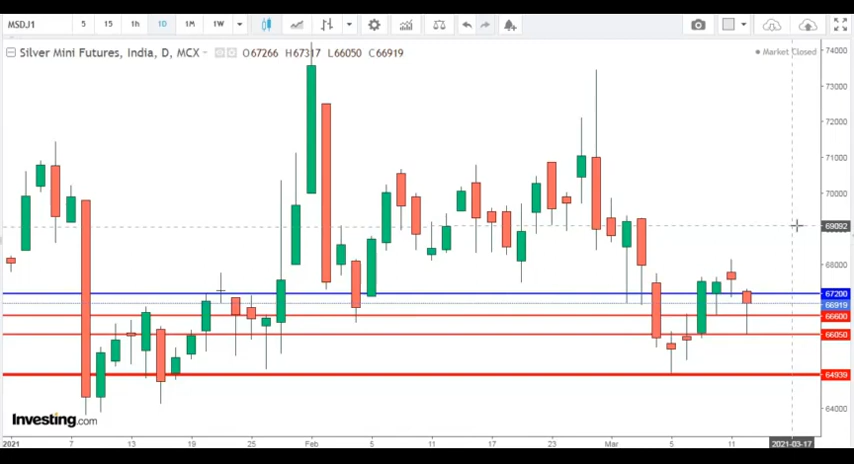 MSDJ1 5 15 1h 1D 1M 1W
Silver Mini Futures, India, D, MCX O67266 H67317 L66050 C66919
Market Closed
74000
73000
72000
71000
70000
69092
68000
67200
66919
66600
66050
64939
64000
Investing.com
2021 7 13 19 25 Feb 5 11 17 23 Mar 5 11 2021-03-17